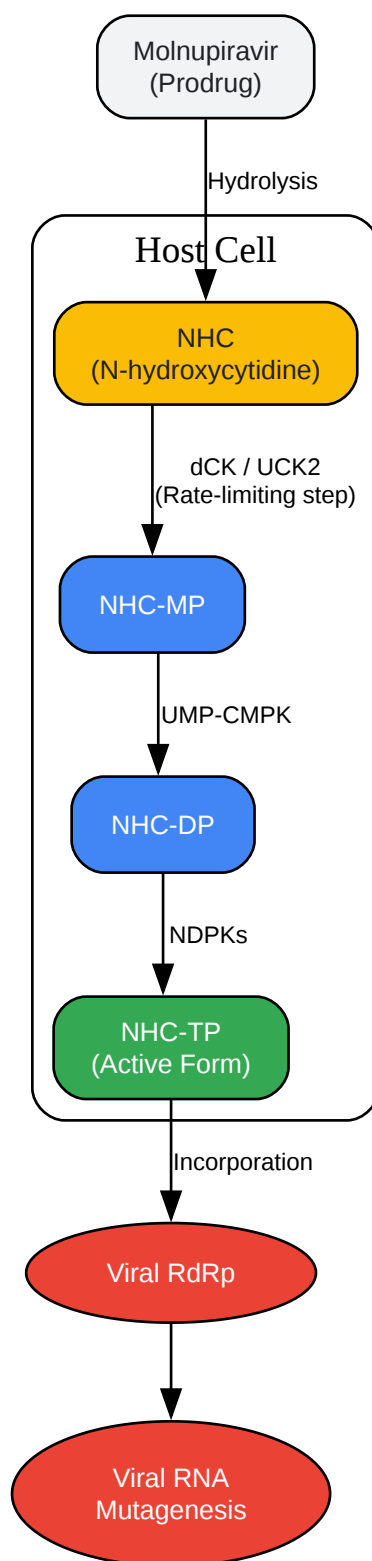 Molnupiravir
(Prodrug)
Hydrolysis
Host Cell
NHC
(N-hydroxycytidine)
dCK / UCK2
(Rate-limiting step)
NHC-MP
UMP-CMPK
NHC-DP
NDPKs
NHC-TP
(Active Form)
Incorporation
Viral RdRp
Viral RNA
Mutagenesis